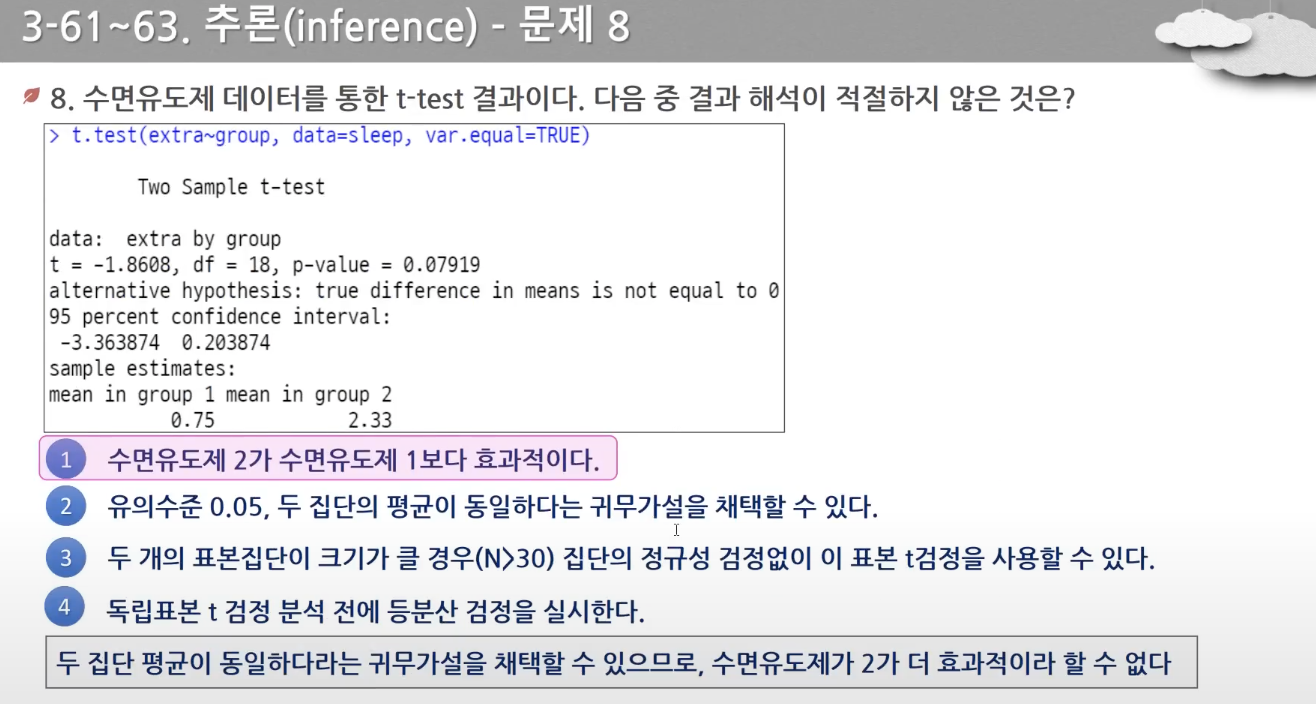 3-61~63. 추론(inference) - 문제 8
8. 수면유도제 데이터를 통한 t-test 결과이다. 다음 중 결과 해석이 적절하지 않은 것은?
> t.test(extra~group, data=sleep, var.equal=TRUE)
Two Sample t-test
data: extra by group
t = -1.8608, df = 18, p-value = 0.07919
alternative hypothesis: true difference in means is not equal to 0
95 percent confidence interval:
-3.363874 0.203874
sample estimates:
mean in group 1 mean in group 2
0.75 2.33
1 수면유도제 2가 수면유도제 1보다 효과적이다.
2 유의수준 0.05, 두 집단의 평균이 동일하다는 귀무가설을 채택할 수 있다.
3 두 개의 표본집단이 크기가 클 경우(N>30) 집단의 정규성 검정없이 이 표본 t검정을 사용할 수 있다.
4 독립표본 t 검정 분석 전에 등분산 검정을 실시한다.
두 집단 평균이 동일하다라는 귀무가설을 채택할 수 있으므로, 수면유도제가 2가 더 효과적이라 할 수 없다